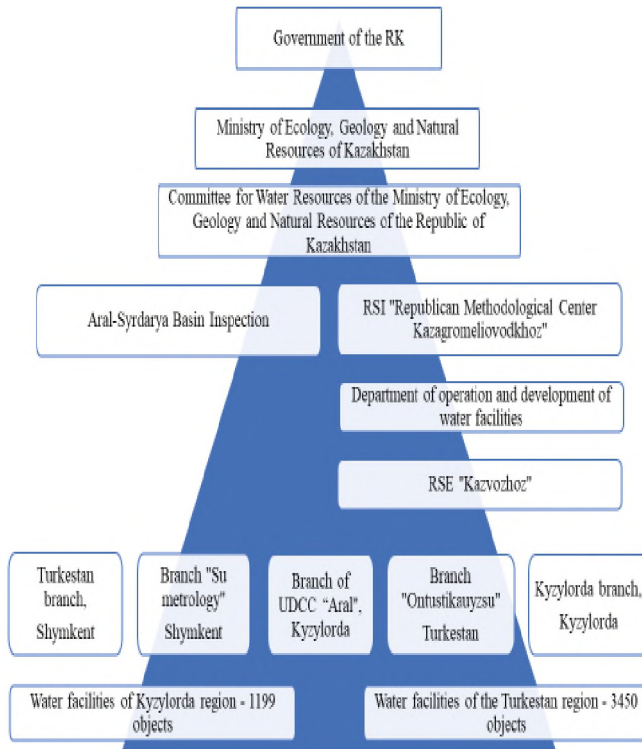 Government of the RK
Ministry of Ecology, Geology and Natural
Resources of Kazakhstan
Committee for Water Resources of the Ministry of Ecology,
Geology and Natural Resources of the Republic of
Kazakhstan
Aral-Syrdarya Basin Inspection
RSI "Republican Methodological Center
Kazagromeliovodkhoz"
Department of operation and development of
water facilities
RSE "Kazvozhoz"
Turkestan
branch,
Shymkent
Branch "Su
metrology"
Shymkent
Branch of
UDCC “Aral",
Kyzylorda
Branch
"Ontustikauyzsu"
Turkestan
Kyzylorda branch,
Kyzylorda
Water facilities of Kyzylorda region - 1199
objects
Water facilities of the Turkestan region - 3450
objects